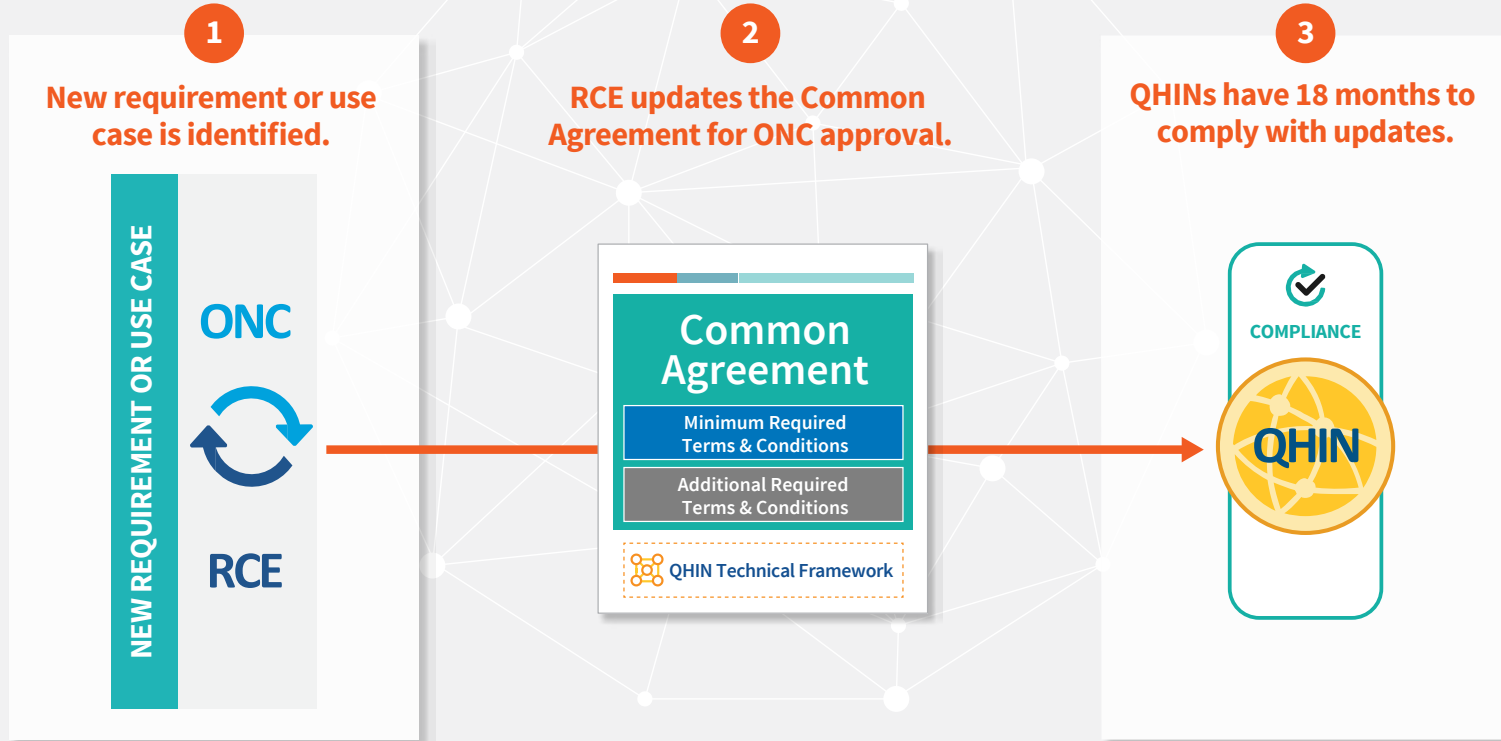 1
New requirement or use
case is identified.
NEW REQUIREMENT OR USE CASE
ONC
RCE
2
RCE updates the Common
Agreement for ONC approval.
Common
Agreement
Minimum Required
Terms & Conditions
Additional Required
Terms & Conditions
QHIN Technical Framework
3
QHINs have 18 months to
comply with updates.
COMPLIANCE
QHIN